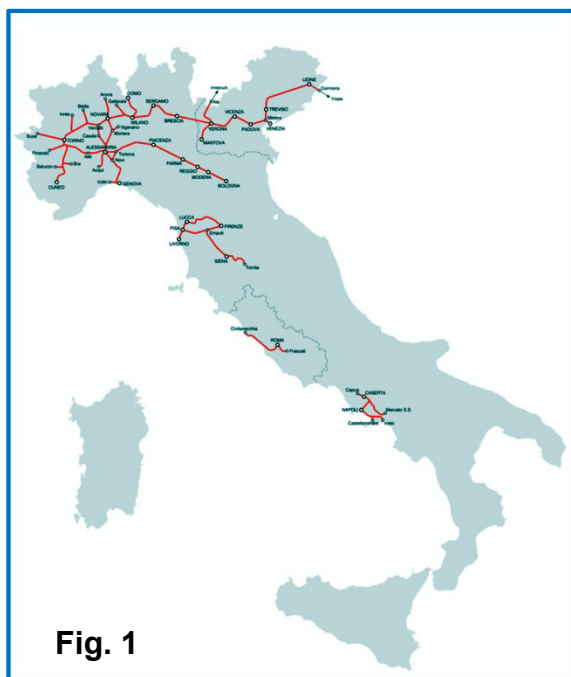 Innsbruck
UDINE
Cormons
Trieste
Arona
COMO
Biella
Gallarate
BERGAMO
D'Ala
TREVISO
Ivrea
NOVARA
MILANO
VICENZA
Mestre
Vercelli
Vigevano
BRESCIA
VERONA
PADOVA
VENEZIA
Susa
Casale
Mortara
TORINO
MANTOVA
ALESSANDRIA
PIACENZA
Pinerolo
Asti
Tortona
Novi
Saluzzo
Bra
Acqui
PARMA
REGGIO
MODENA
CUNEO
Voltri
GENOVA
BOLOGNA
LUCCA
FIRENZE
PISA
Empoli
LIVORNO
SIENA
Torrita
Civitavecchia
ROMA
Frascati
Capua
CASERTA
NAPOLI
Mercato S.S.
Castellammare
Vietri
Fig. 1